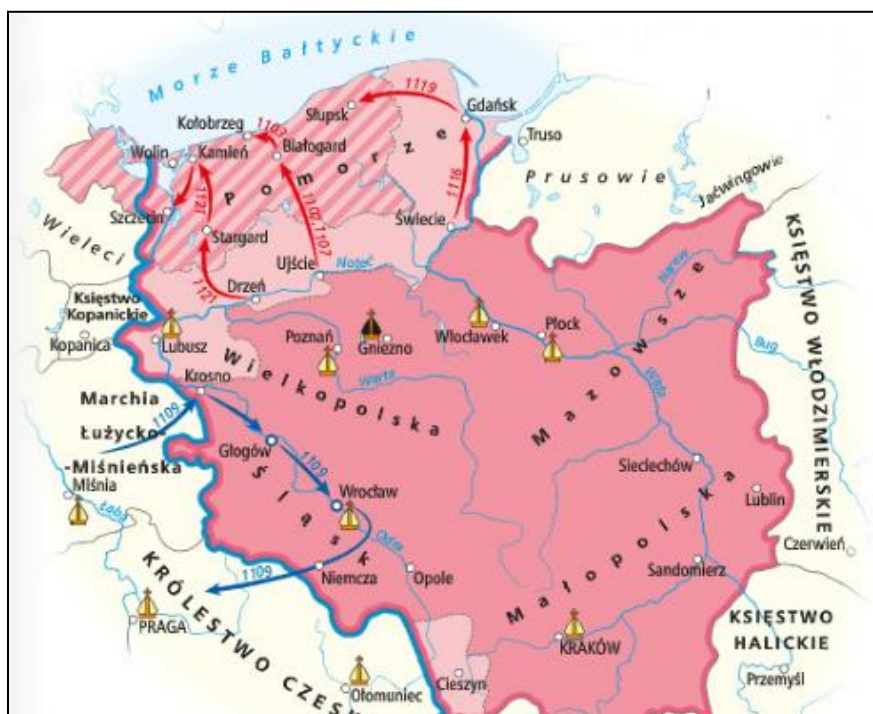 Morze Bałtyckie
1119
Słupsk
Gdańsk
Kołobrzeg
1103
Truso
Wolin
Kamień
Białogard
Pomorze
Prusowie
Jaćwingowie
1116
1121
1102, 1107
Szczecin
Świecie
Wieleci
Stargard
Ujście
Noteć
Narew
KSIĘSTWO WŁODZIMIERSKIE
1121
Drzeń
Księstwo
Kopanickie
Płock
Kopanica
Lubusz
Poznań
Gniezno
Włocławek
Bug
Mazowsze
Wielkopolska
Warta
Wisła
Krosno
Marchia
1109
Łużycko-
-Miśnieńska
Głogów
1109
Sieciechów
Miśnia
Śląsk
Wrocław
Lublin
Łaba
Małopolska
Odra
Czerwień
1109
Niemcza
Opole
Sandomierz
KRÓLESTWO CZESK
PRAGA
KSIĘSTWO
HALICKIE
KRAKÓW
Cieszyn
Ołomuniec
Przemyśl